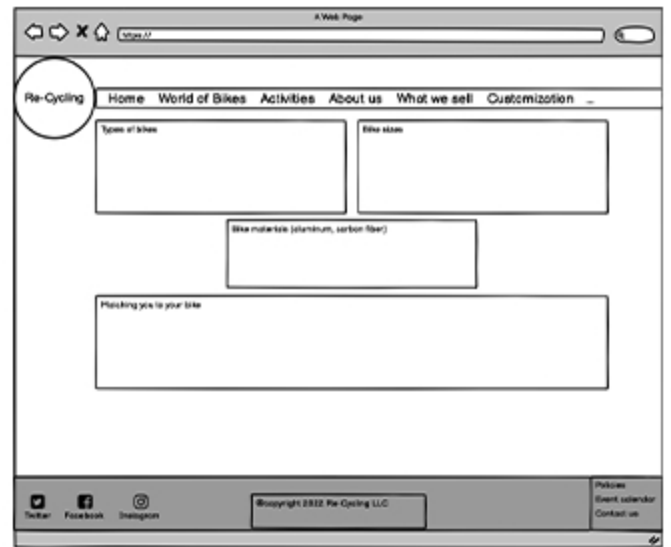 A Web Page
https://
Re-Cycling
Home World of Bikes Activities About us What we sell Customization ...
Types of bikes
Bike sizes
Bike materials (aluminum, carbon fiber)
Matching you to your bike
Twitter Facebook Instagram
©copyright 2022 Re-Cycling LLC
Policies
Event calendar
Contact us